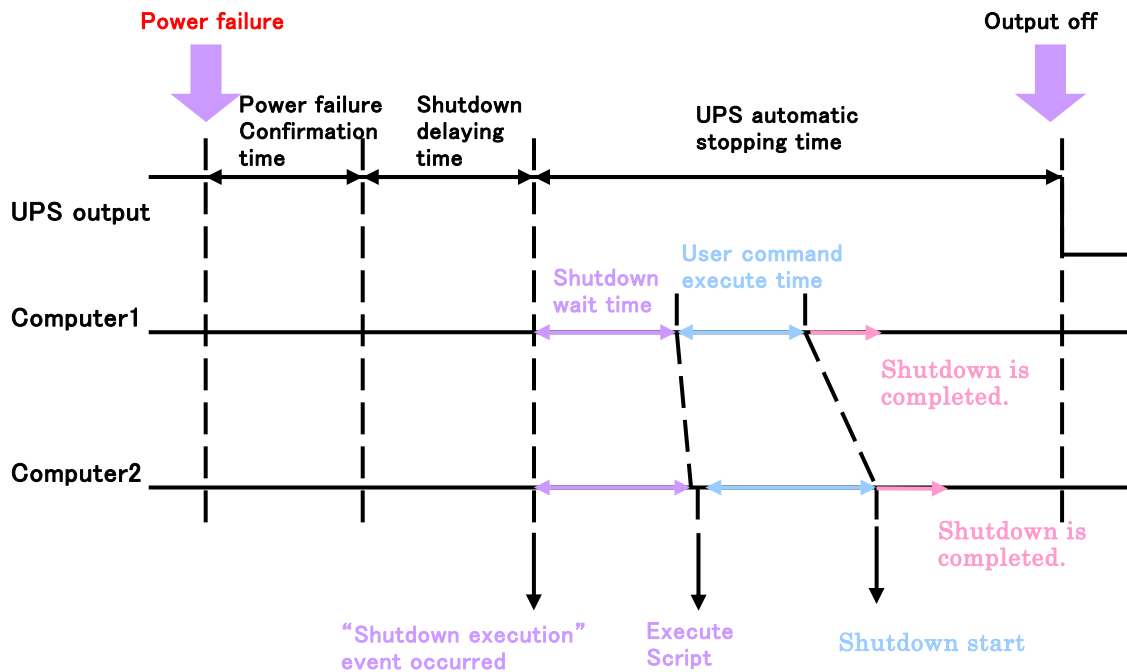 Power failure
Output off
Power failure
Confirmation
time
Shutdown
delaying
time
UPS automatic
stopping time
UPS output
User command
execute time
Shutdown
wait time
Computer1
Shutdown is
completed.
Computer2
Shutdown is
completed.
“Shutdown execution”
event occurred
Execute
Script
Shutdown start